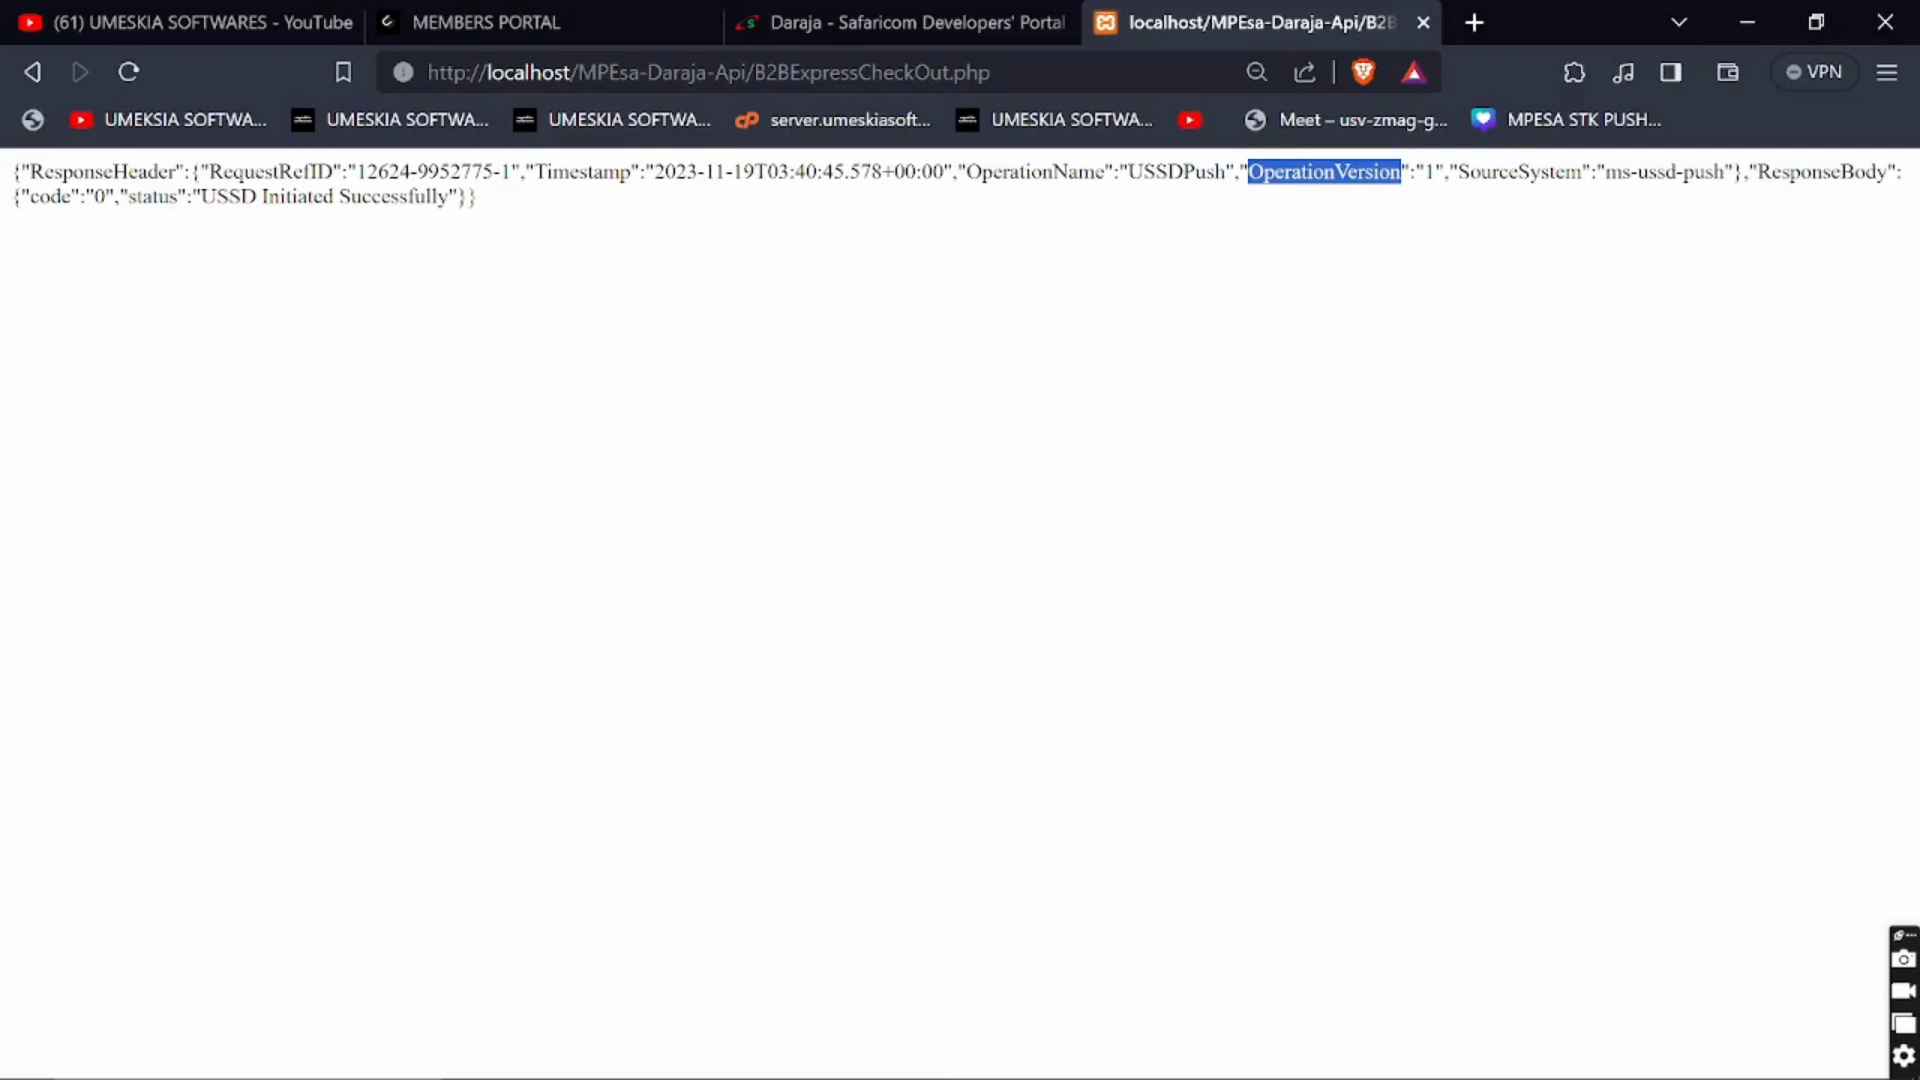 (61) UMESKIA SOFTWARES - YouTube
MEMBERS PORTAL
Daraja - Safaricom Developers' Portal
localhost/MPEsa-Daraja-Api/B2B
http://localhost/MPEsa-Daraja-Api/B2BExpressCheckOut.php
VPN
UMEKSIA SOFTWA...
UMESKIA SOFTWA...
UMESKIA SOFTWA...
server.umeskiasoft...
UMESKIA SOFTWA...
Meet – usv-zmag-g...
MPESA STK PUSH...
{"ResponseHeader":{"RequestRefID":"12624-9952775-1","Timestamp":"2023-11-19T03:40:45.578+00:00","OperationName":"USSDPush","OperationVersion":"1","SourceSystem":"ms-ussd-push"},"ResponseBody":
{"code":"0","status":"USSD Initiated Successfully"}}